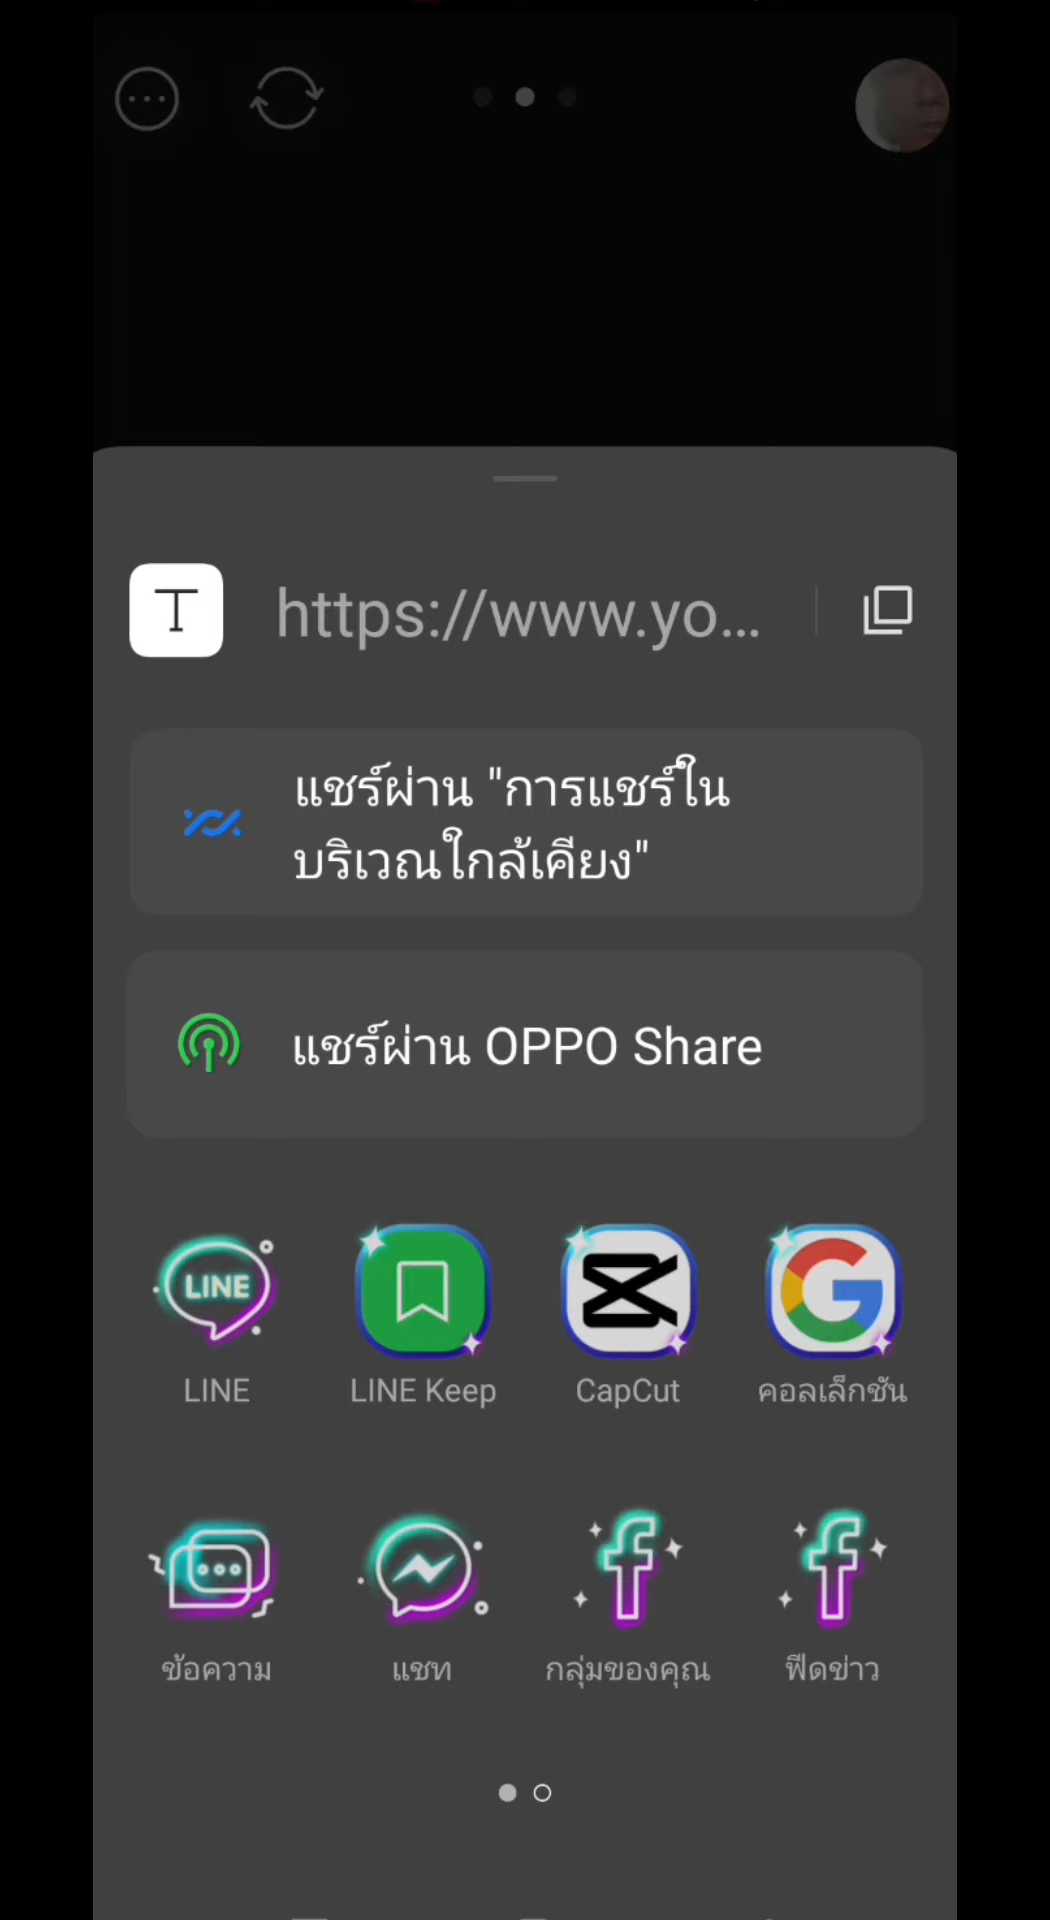 https://www.yo...
แชร์ผ่าน "การแชร์ใน
บริเวณใกล้เคียง"
แชร์ผ่าน OPPO Share
LINE
LINE LINE Keep CapCut คอลเล็กชัน
ข้อความ แชท กลุ่มของคุณ ฟีดข่าว